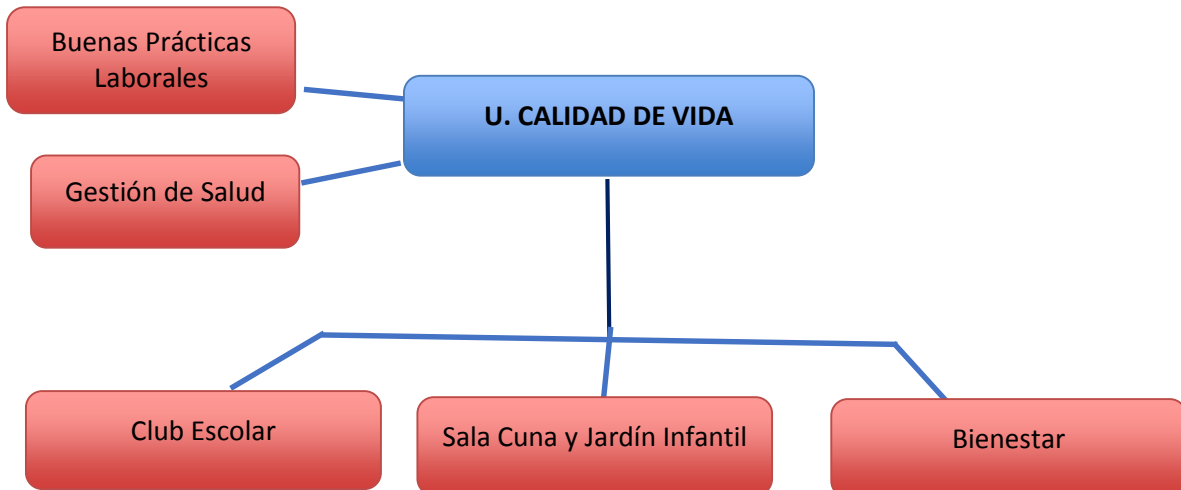 Buenas Prácticas
Laborales
U. CALIDAD DE VIDA
Gestión de Salud
Club Escolar
Sala Cuna y Jardín Infantil
Bienestar